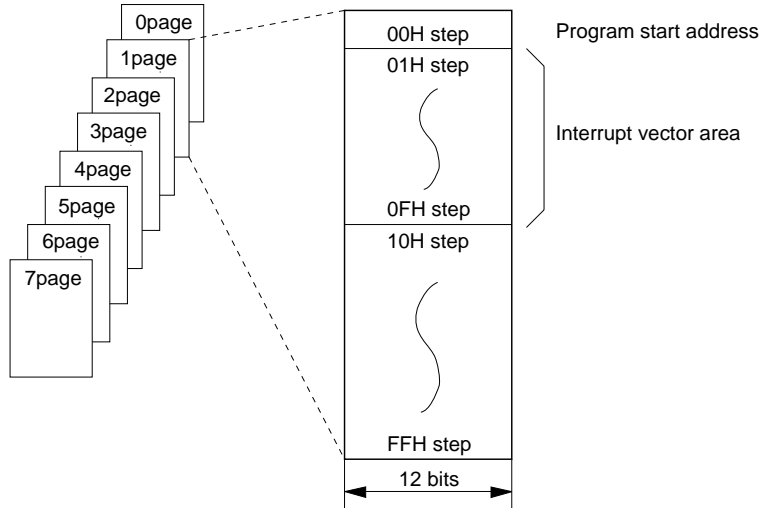 0page
1page
2page
3page
4page
5page
6page
7page
00H step
01H step
0FH step
10H step
FFH step
12 bits
Program start address
Interrupt vector area